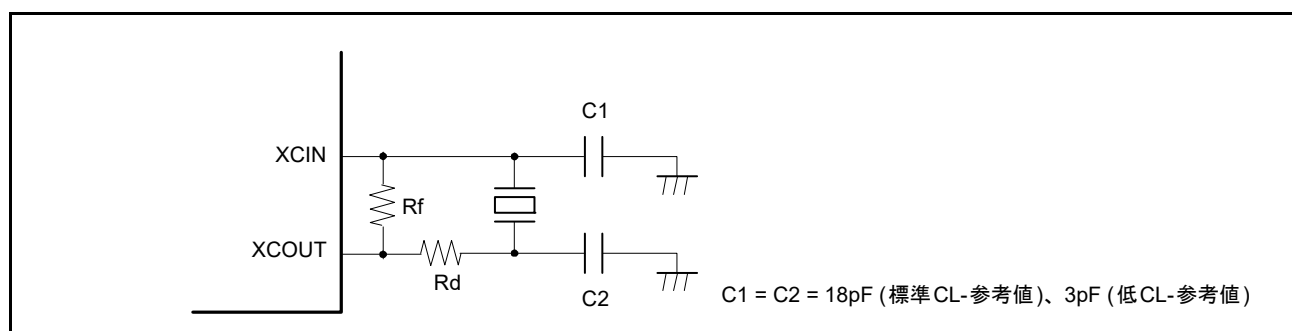 C1
XCIN
Rf
XCOUT
Rd
C2
C1 = C2 = 18pF (標準CL-参考値)、3pF (低CL-参考値)